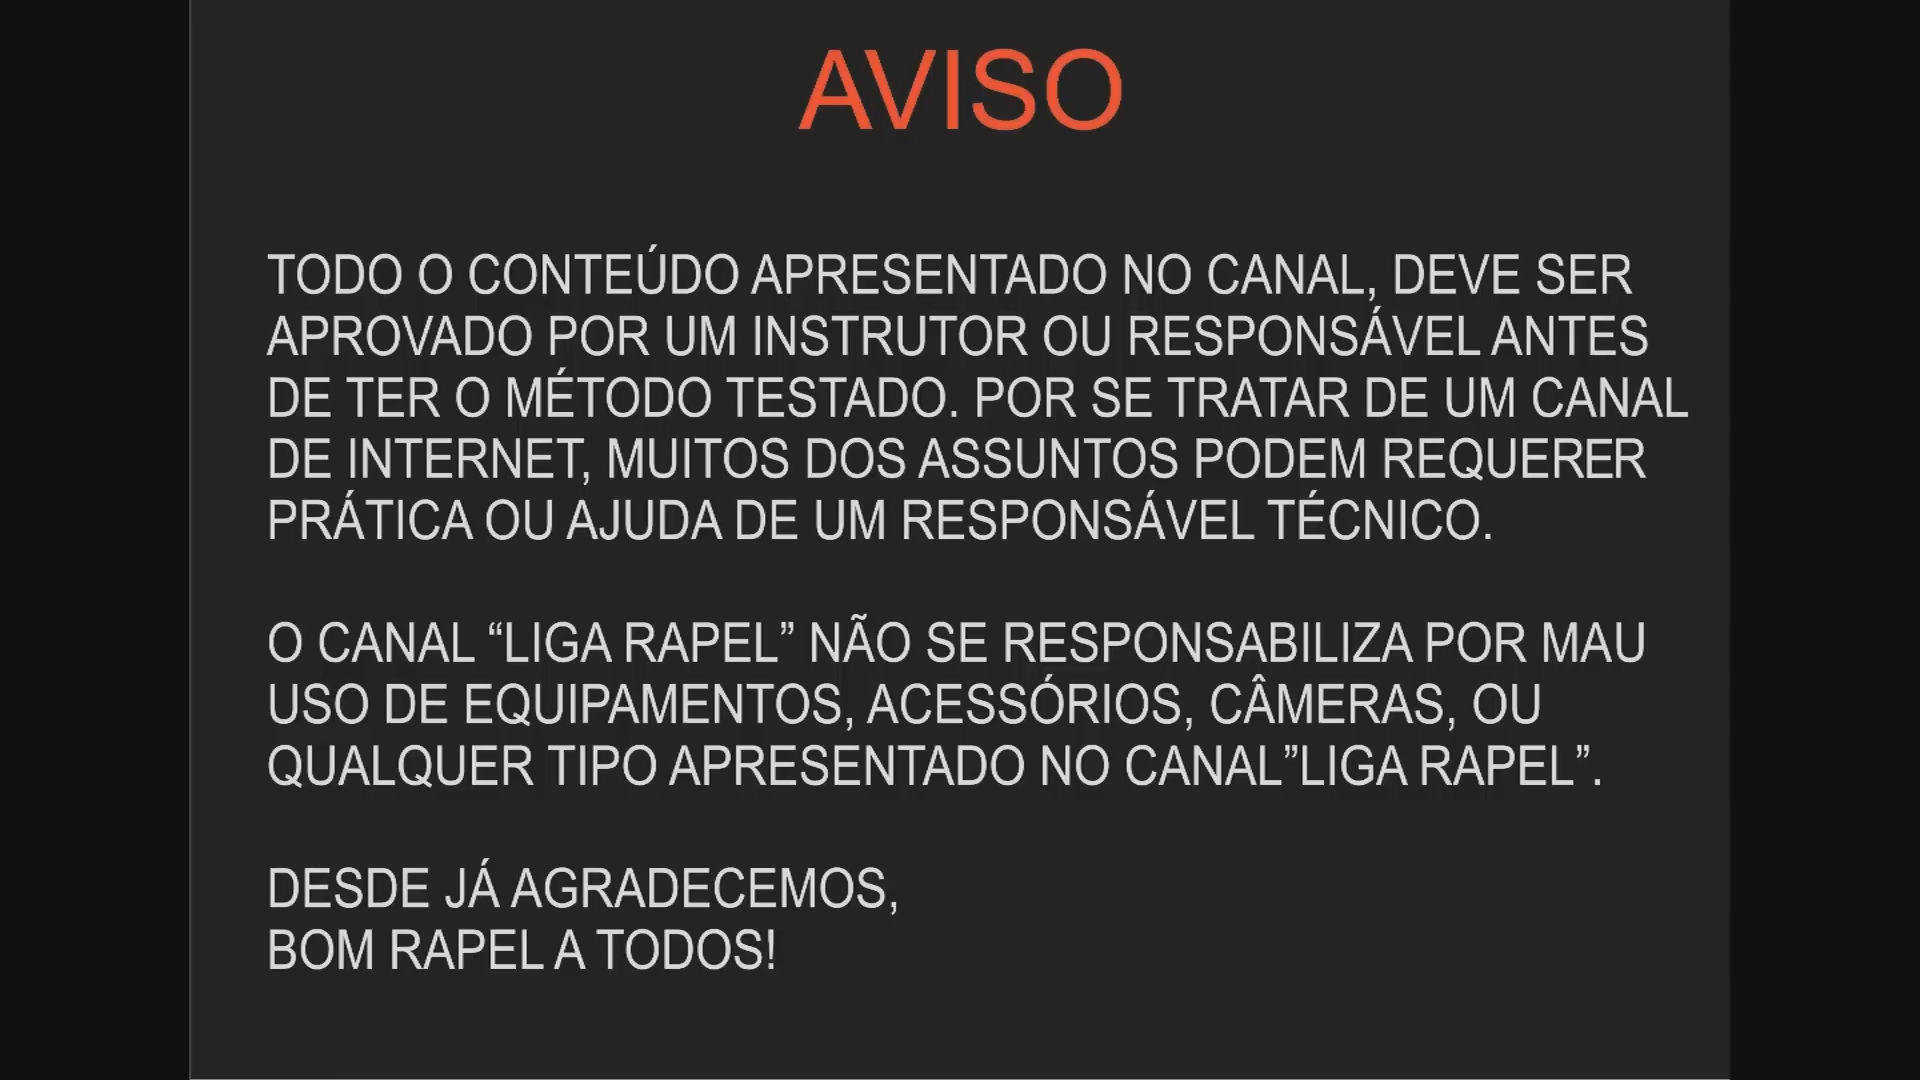 AVISO
TODO O CONTEÚDO APRESENTADO NO CANAL, DEVE SER
APROVADO POR UM INSTRUTOR OU RESPONSÁVEL ANTES
DE TER O MÉTODO TESTADO. POR SE TRATAR DE UM CANAL
DE INTERNET, MUITOS DOS ASSUNTOS PODEM REQUERER
PRÁTICA OU AJUDA DE UM RESPONSÁVEL TÉCNICO.
O CANAL “LIGA RAPEL” NÃO SE RESPONSABILIZA POR MAU
USO DE EQUIPAMENTOS, ACESSÓRIOS, CÂMERAS, OU
QUALQUER TIPO APRESENTADO NO CANAL”LIGA RAPEL”.
DESDE JÁ AGRADECEMOS,
BOM RAPEL A TODOS!